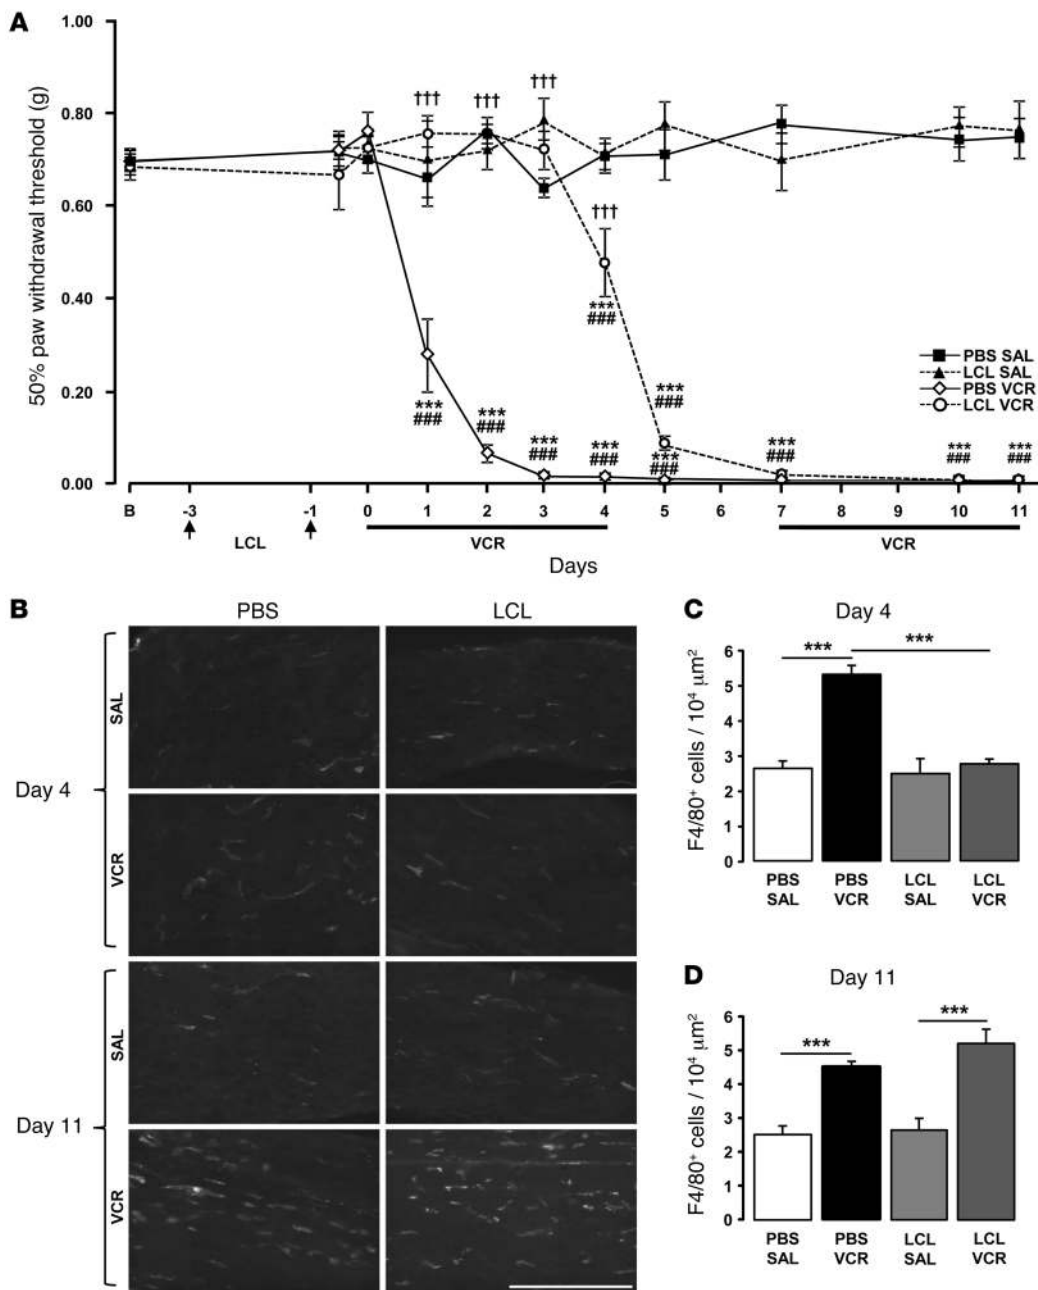 A
1.00
0.80
0.60
0.40
0.20
0.00
50% paw withdrawal threshold (g)
†††
†††
†††
†††
***
###
***
###
***
###
***
###
***
###
***
###
***
###
***
###
***
###
***
###
PBS SAL
LCL SAL
PBS VCR
LCL VCR
B -3 -1 0 1 2 3 4 5 6 7 8 9 10 11
LCL VCR VCR
Days
B
PBS LCL
Day 4
SAL
VCR
Day 11
SAL
VCR
C
Day 4
F4/80+ cells / 10⁴ μm²
6
5
4
3
2
1
0
*** ***
PBS SAL
PBS VCR
LCL SAL
LCL VCR
D
Day 11
F4/80+ cells / 10⁴ μm²
6
5
4
3
2
1
0
*** ***
PBS SAL
PBS VCR
LCL SAL
LCL VCR